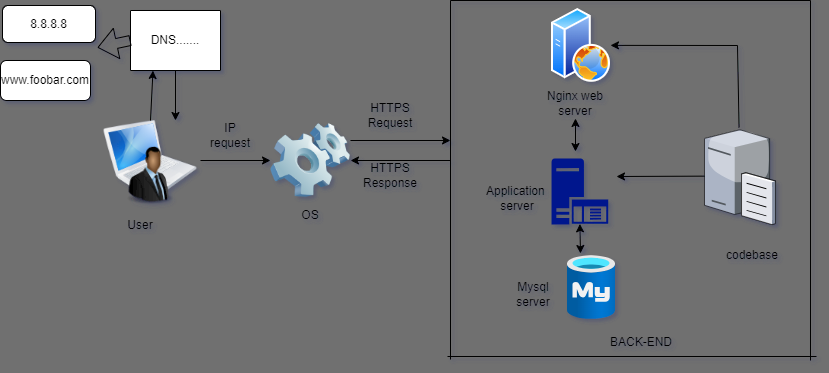 8.8.8.8
DNS.......
www.foobar.com
User
IP
request
OS
HTTPS
Request
HTTPS
Response
Nginx web
server
Application
server
Mysql
server
My
codebase
BACK-END